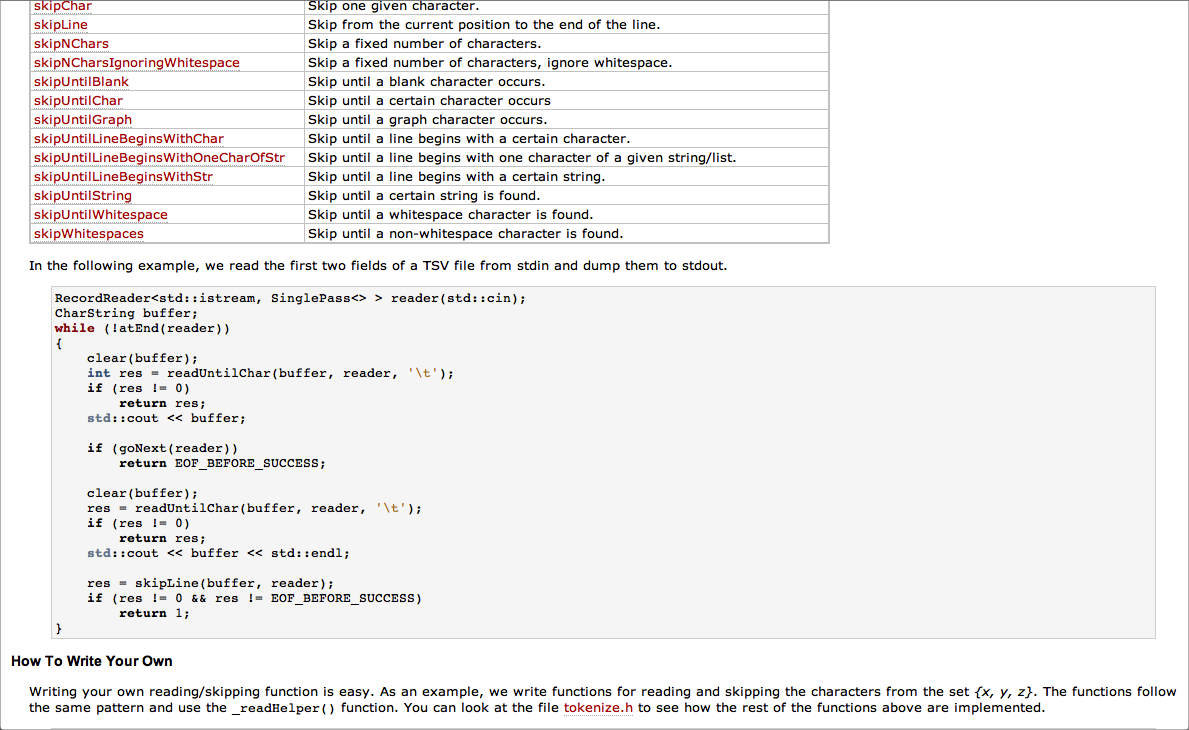 skipChar Skip one given character.
skipLine Skip from the current position to the end of the line.
skipNChars Skip a fixed number of characters.
skipNCharsIgnoringWhitespace Skip a fixed number of characters, ignore whitespace.
skipUntilBlank Skip until a blank character occurs.
skipUntilChar Skip until a certain character occurs
skipUntilGraph Skip until a graph character occurs.
skipUntilLineBeginsWithChar Skip until a line begins with a certain character.
skipUntilLineBeginsWithOneCharOfStr Skip until a line begins with one character of a given string/list.
skipUntilLineBeginsWithStr Skip until a line begins with a certain string.
skipUntilString Skip until a certain string is found.
skipUntilWhitespace Skip until a whitespace character is found.
skipWhitespaces Skip until a non-whitespace character is found.
In the following example, we read the first two fields of a TSV file from stdin and dump them to stdout.
RecordReader<std::istream, SinglePass<> > reader(std::cin);
CharString buffer;
while (!atEnd(reader))
{
    clear(buffer);
    int res = readUntilChar(buffer, reader, '\t');
    if (res != 0)
        return res;
    std::cout << buffer;

    if (goNext(reader))
        return EOF_BEFORE_SUCCESS;

    clear(buffer);
    res = readUntilChar(buffer, reader, '\t');
    if (res != 0)
        return res;
    std::cout << buffer << std::endl;

    res = skipLine(buffer, reader);
    if (res != 0 && res != EOF_BEFORE_SUCCESS)
        return 1;
}
How To Write Your Own
Writing your own reading/skipping function is easy. As an example, we write functions for reading and skipping the characters from the set {x, y, z}. The functions follow
the same pattern and use the _readHelper() function. You can look at the file tokenize.h to see how the rest of the functions above are implemented.